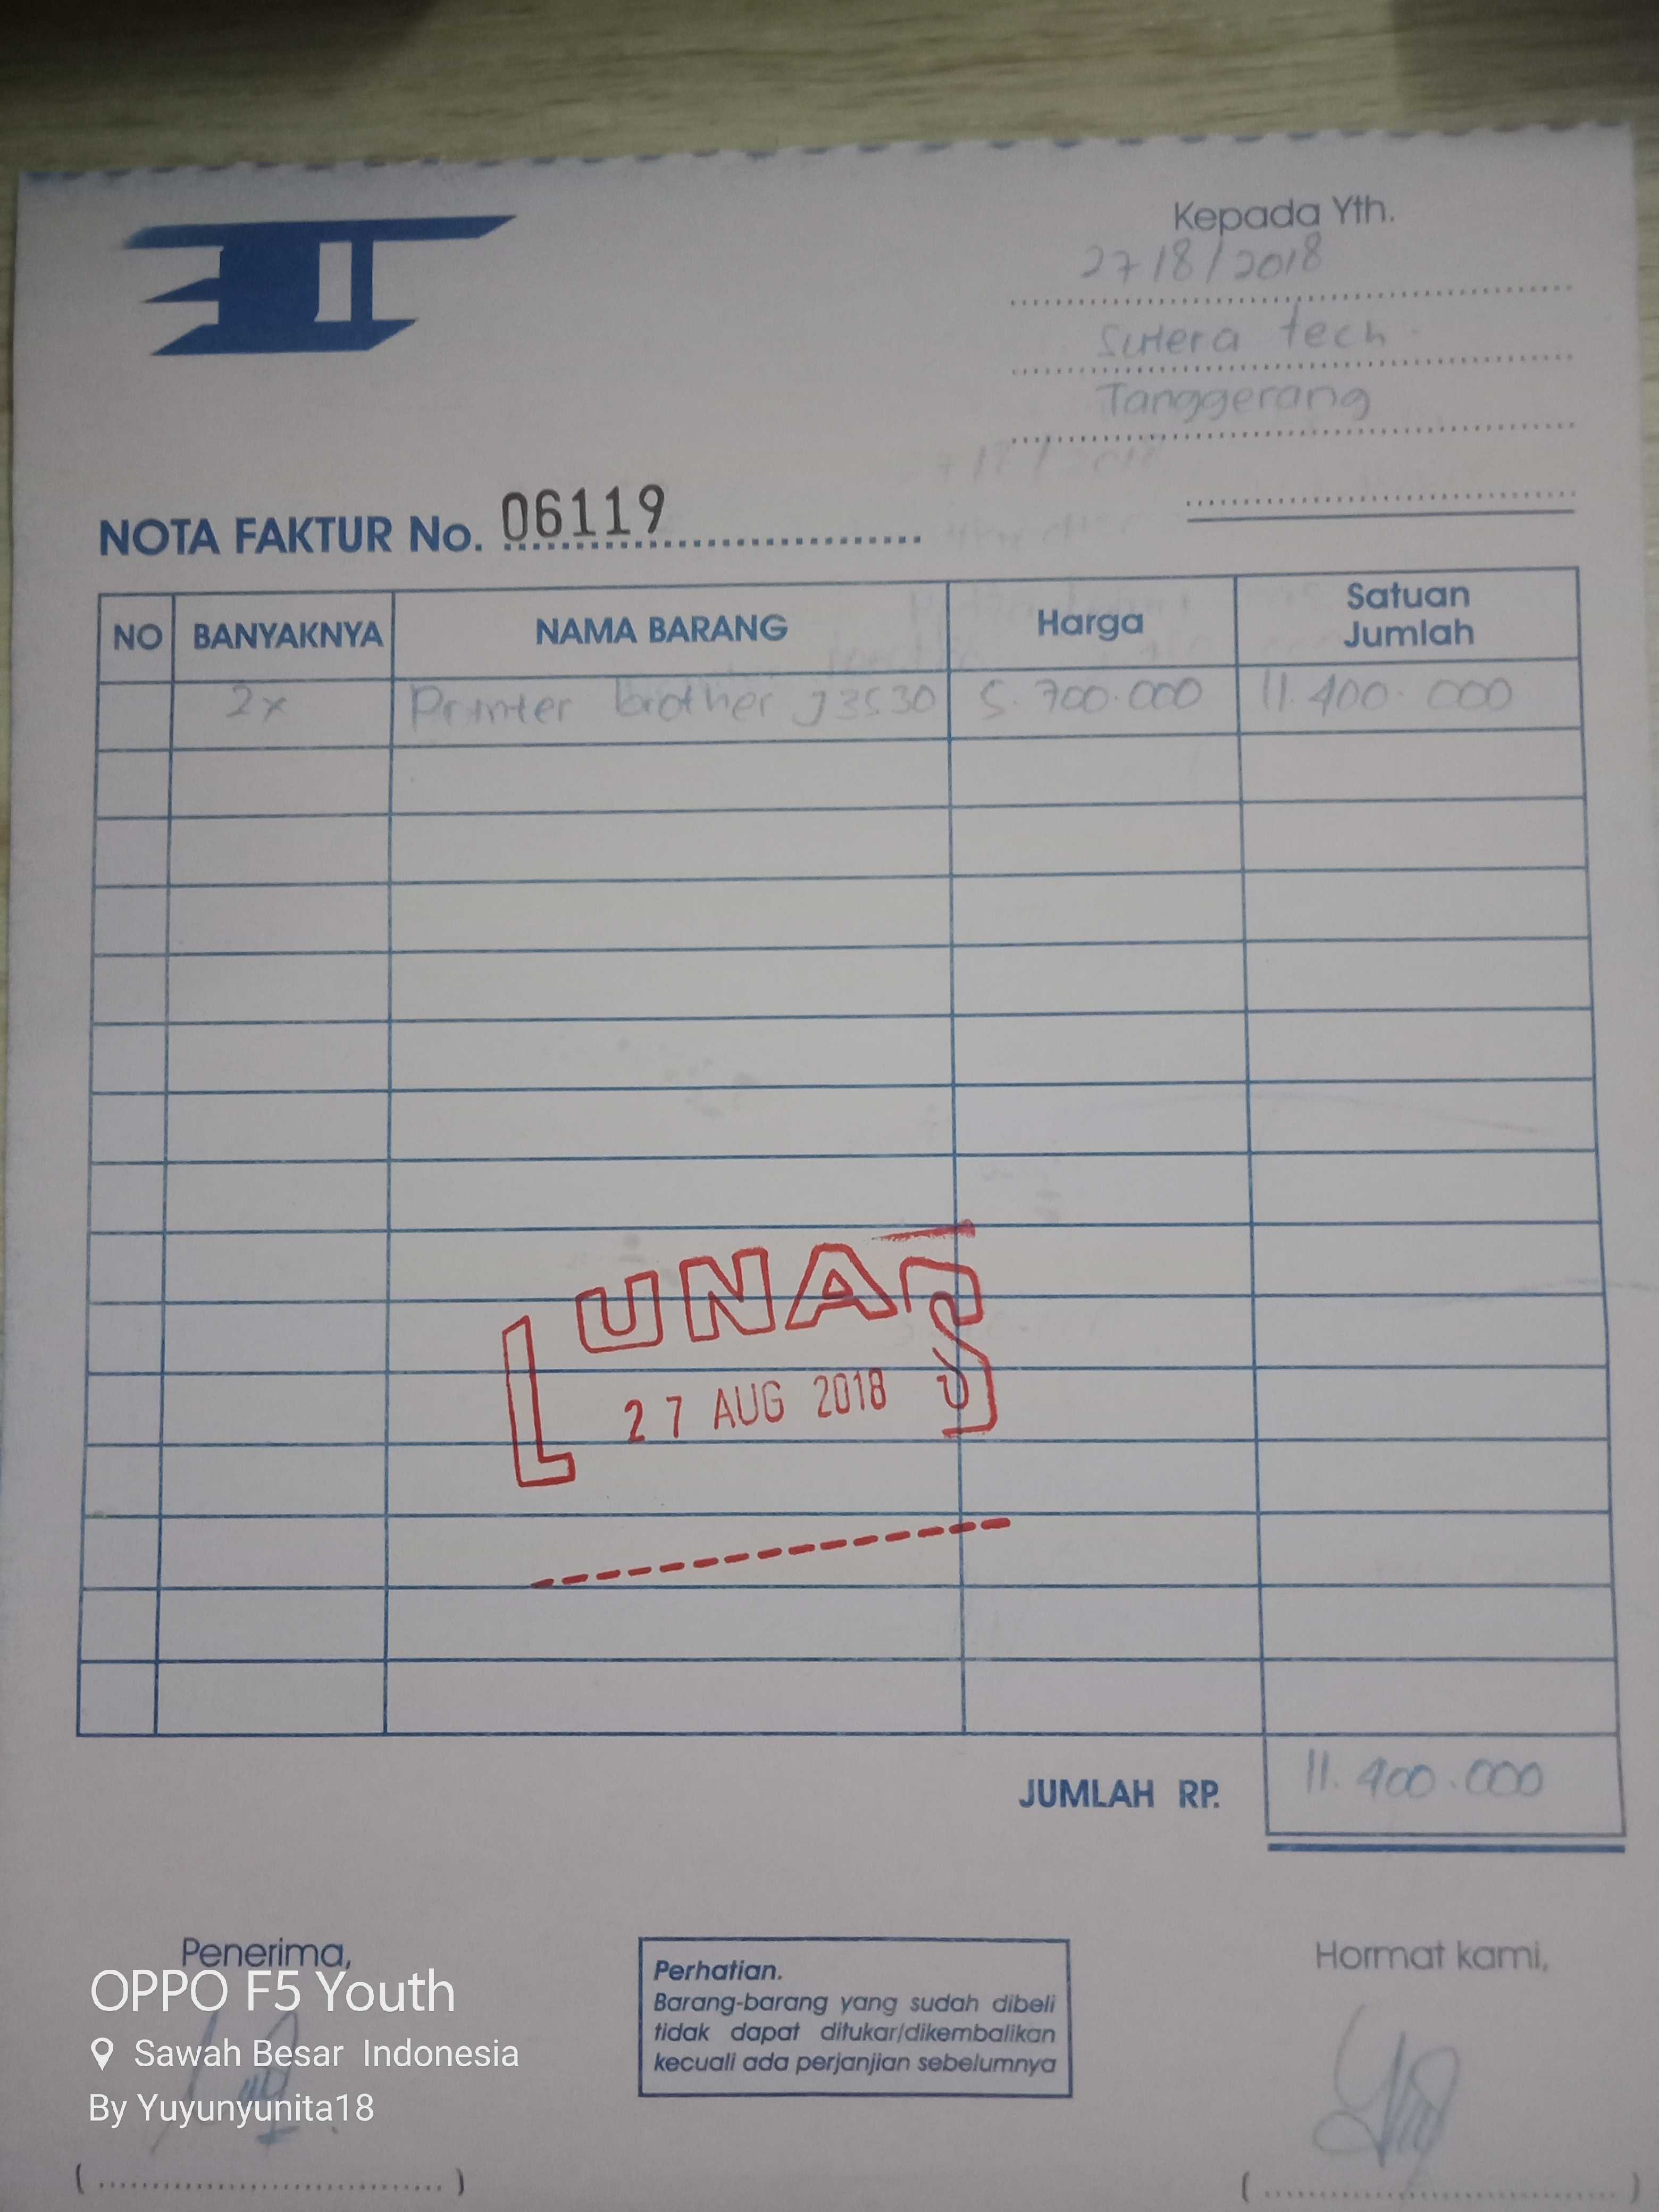 Kepada Yth.
27/8/2018
Sutera tech
Tanggerang
NOTA FAKTUR No. 06119
NO BANYAKNYA NAMA BARANG Harga Satuan Jumlah
2x Printer brother J3530 5.700.000 11.400.000
LUNAS
27 AUG 2018
JUMLAH RP. 11.400.000
Penerima,
Hormat kami,
Perhatian.
Barang-barang yang sudah dibeli
tidak dapat ditukar/dikembalikan
kecuali ada perjanjian sebelumnya
OPPO F5 Youth
Sawah Besar Indonesia
By Yuyunyunita18